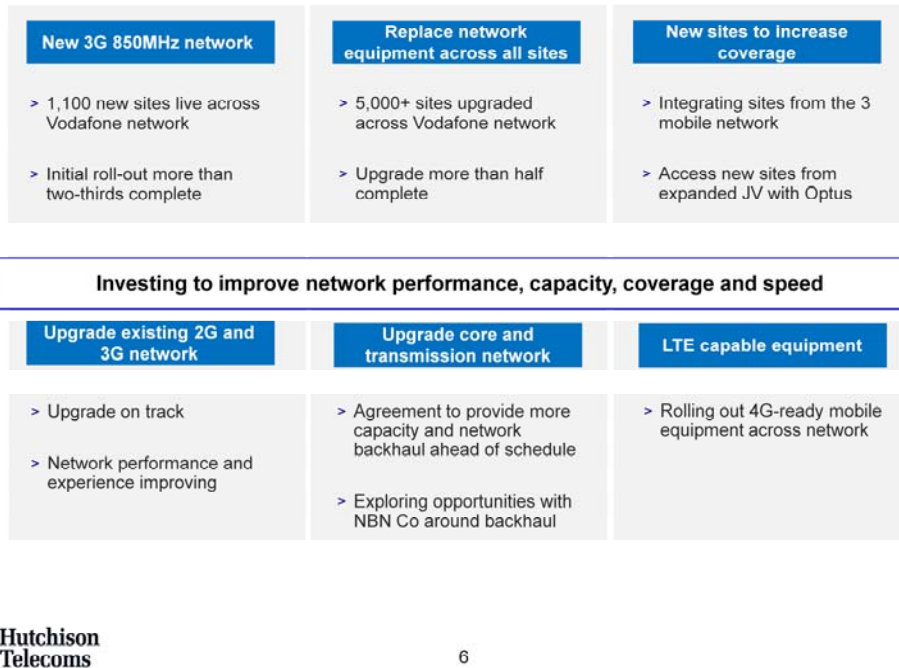 New 3G 850MHz network
> 1,100 new sites live across
Vodafone network
> Initial roll-out more than
two-thirds complete
Replace network
equipment across all sites
> 5,000+ sites upgraded
across Vodafone network
> Upgrade more than half
complete
New sites to increase
coverage
> Integrating sites from the 3
mobile network
> Access new sites from
expanded JV with Optus
Investing to improve network performance, capacity, coverage and speed
Upgrade existing 2G and
3G network
> Upgrade on track
> Network performance and
experience improving
Upgrade core and
transmission network
> Agreement to provide more
capacity and network
backhaul ahead of schedule
> Exploring opportunities with
NBN Co around backhaul
LTE capable equipment
> Rolling out 4G-ready mobile
equipment across network
Hutchison
Telecoms
6